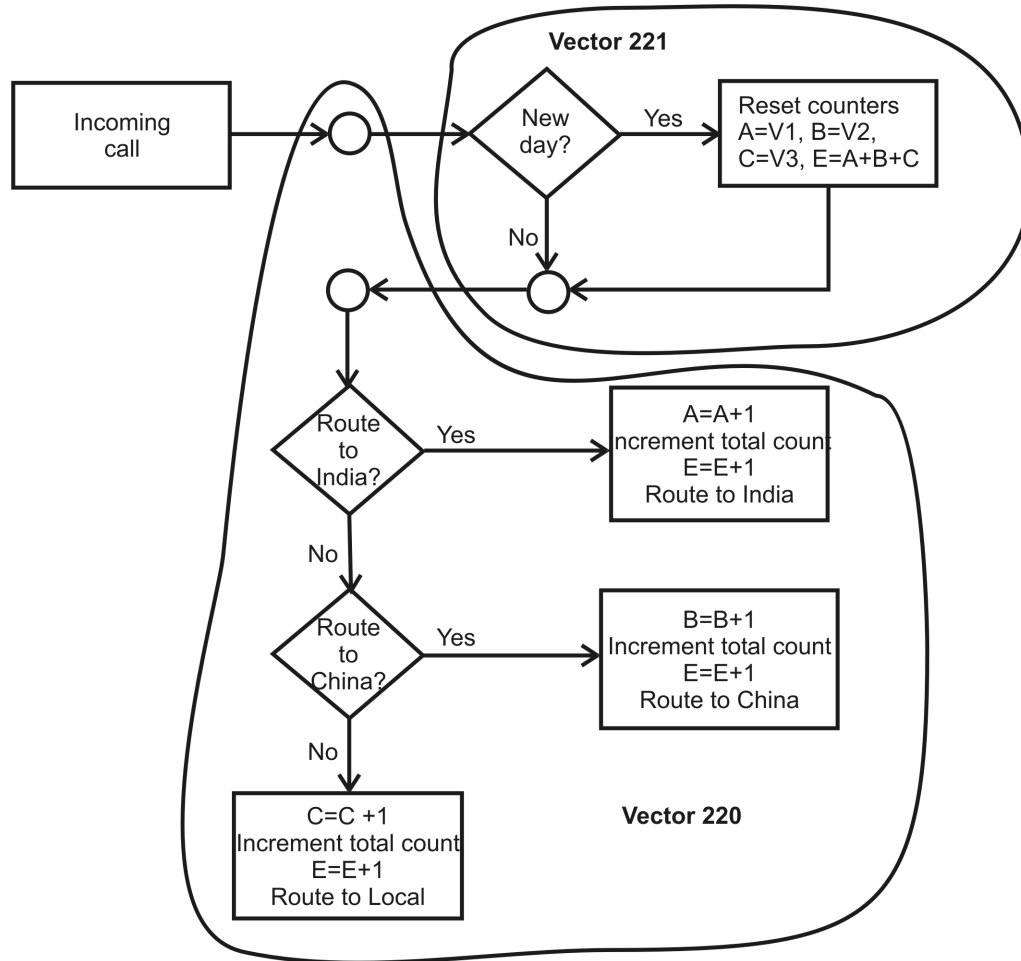 Vector 221
Incoming
call
New
day?
Yes
Reset counters
A=V1, B=V2,
C=V3, E=A+B+C
No
Route
to
India?
Yes
A=A+1
ncrement total count
E=E+1
Route to India
No
Route
to
China?
Yes
B=B+1
Increment total count
E=E+1
Route to China
No
C=C +1
Increment total count
E=E+1
Route to Local
Vector 220